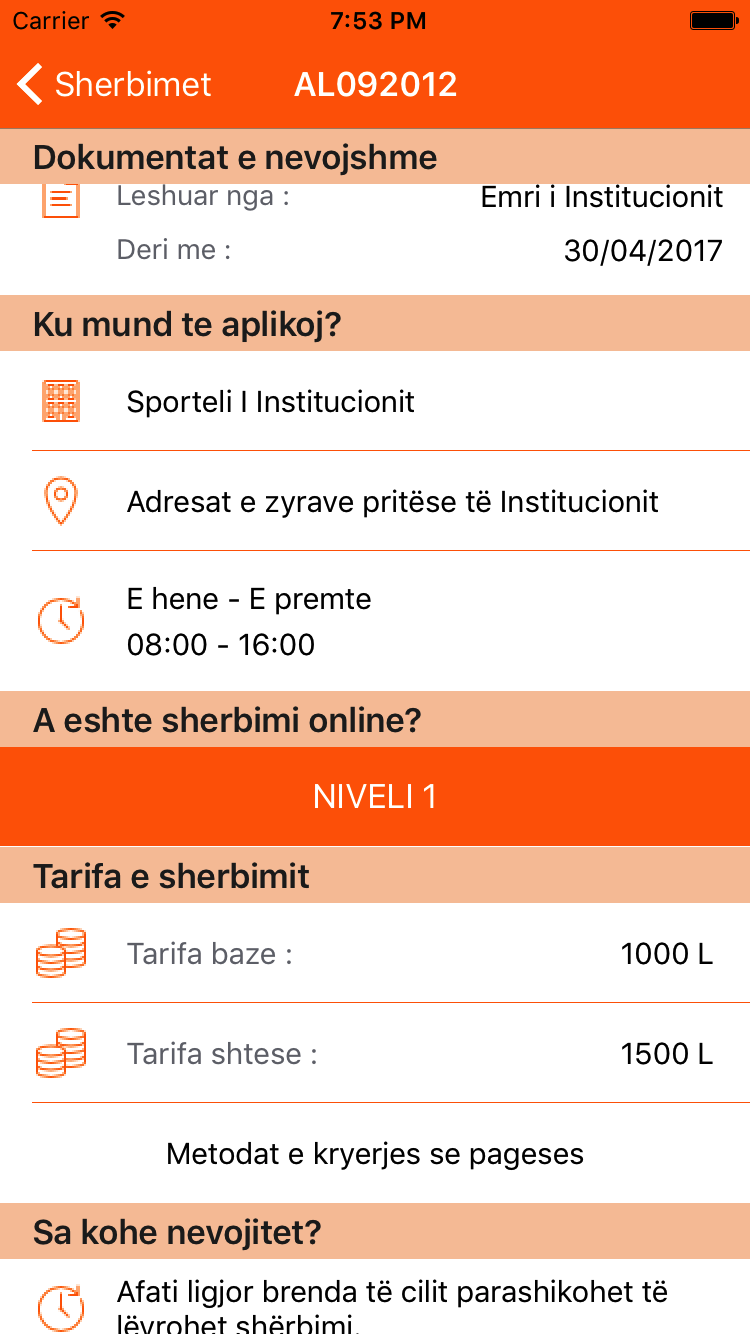 Carrier 7:53 PM
Sherbimet AL092012
Dokumentat e nevojshme
Leshuar nga : Emri i Institucionit
Deri me : 30/04/2017
Ku mund te aplikoj?
Sporteli I Institucionit
Adresat e zyrave pritëse të Institucionit
E hene - E premte
08:00 - 16:00
A eshte sherbimi online?
NIVELI 1
Tarifa e sherbimit
Tarifa baze : 1000 L
Tarifa shtese : 1500 L
Metodat e kryerjes se pageses
Sa kohe nevojitet?
Afati ligjor brenda të cilit parashikohet të
lëvrohet shërbimi.